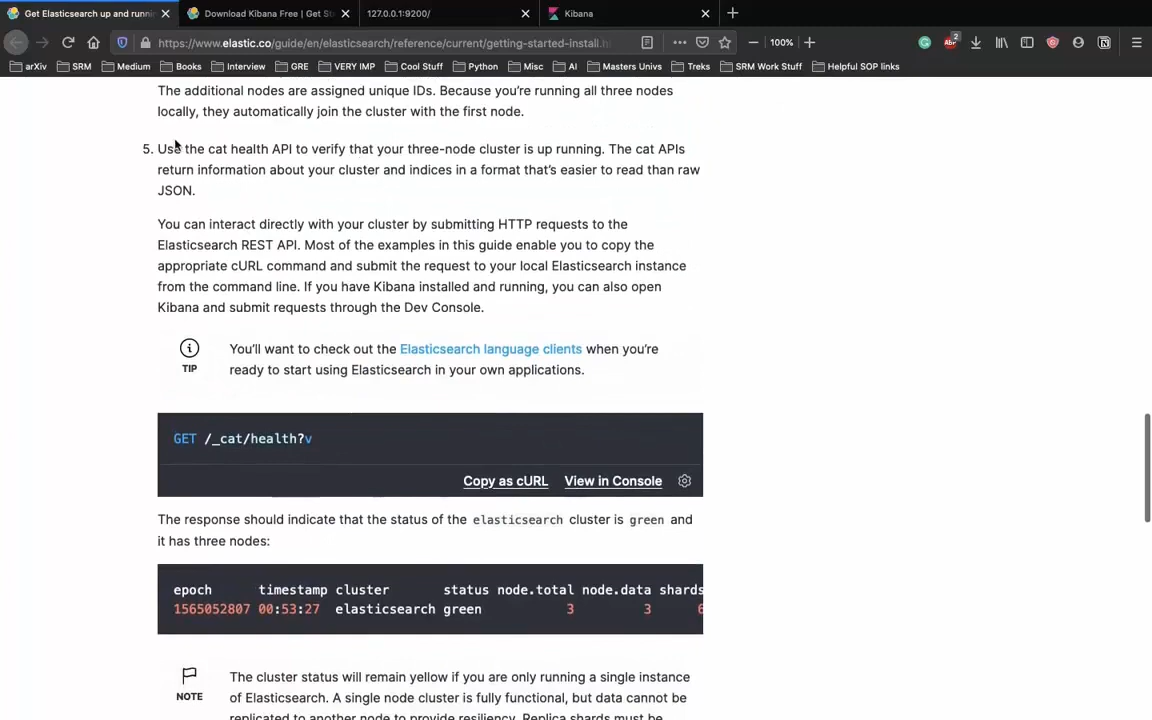 Get Elasticsearch up and runnin
Download Kibana Free | Get St
127.0.0.1:9200/
Kibana
https://www.elastic.co/guide/en/elasticsearch/reference/current/getting-started-install.h
100%
2
arXiv
SRM
Medium
Books
Interview
GRE
VERY IMP
Cool Stuff
Python
Misc
AI
Masters Univs
Treks
SRM Work Stuff
Helpful SOP links
The additional nodes are assigned unique IDs. Because you’re running all three nodes
locally, they automatically join the cluster with the first node.
5. Use the cat health API to verify that your three-node cluster is up running. The cat APIs
return information about your cluster and indices in a format that’s easier to read than raw
JSON.
You can interact directly with your cluster by submitting HTTP requests to the
Elasticsearch REST API. Most of the examples in this guide enable you to copy the
appropriate cURL command and submit the request to your local Elasticsearch instance
from the command line. If you have Kibana installed and running, you can also open
Kibana and submit requests through the Dev Console.
TIP
You’ll want to check out the Elasticsearch language clients when you’re
ready to start using Elasticsearch in your own applications.
GET /_cat/health?v
Copy as cURL View in Console
The response should indicate that the status of the elasticsearch cluster is green and
it has three nodes:
epoch timestamp cluster status node.total node.data shards
1565052807 00:53:27 elasticsearch green 3 3 6
NOTE
The cluster status will remain yellow if you are only running a single instance
of Elasticsearch. A single node cluster is fully functional, but data cannot be
replicated to another node to provide resiliency. Replica shards must be